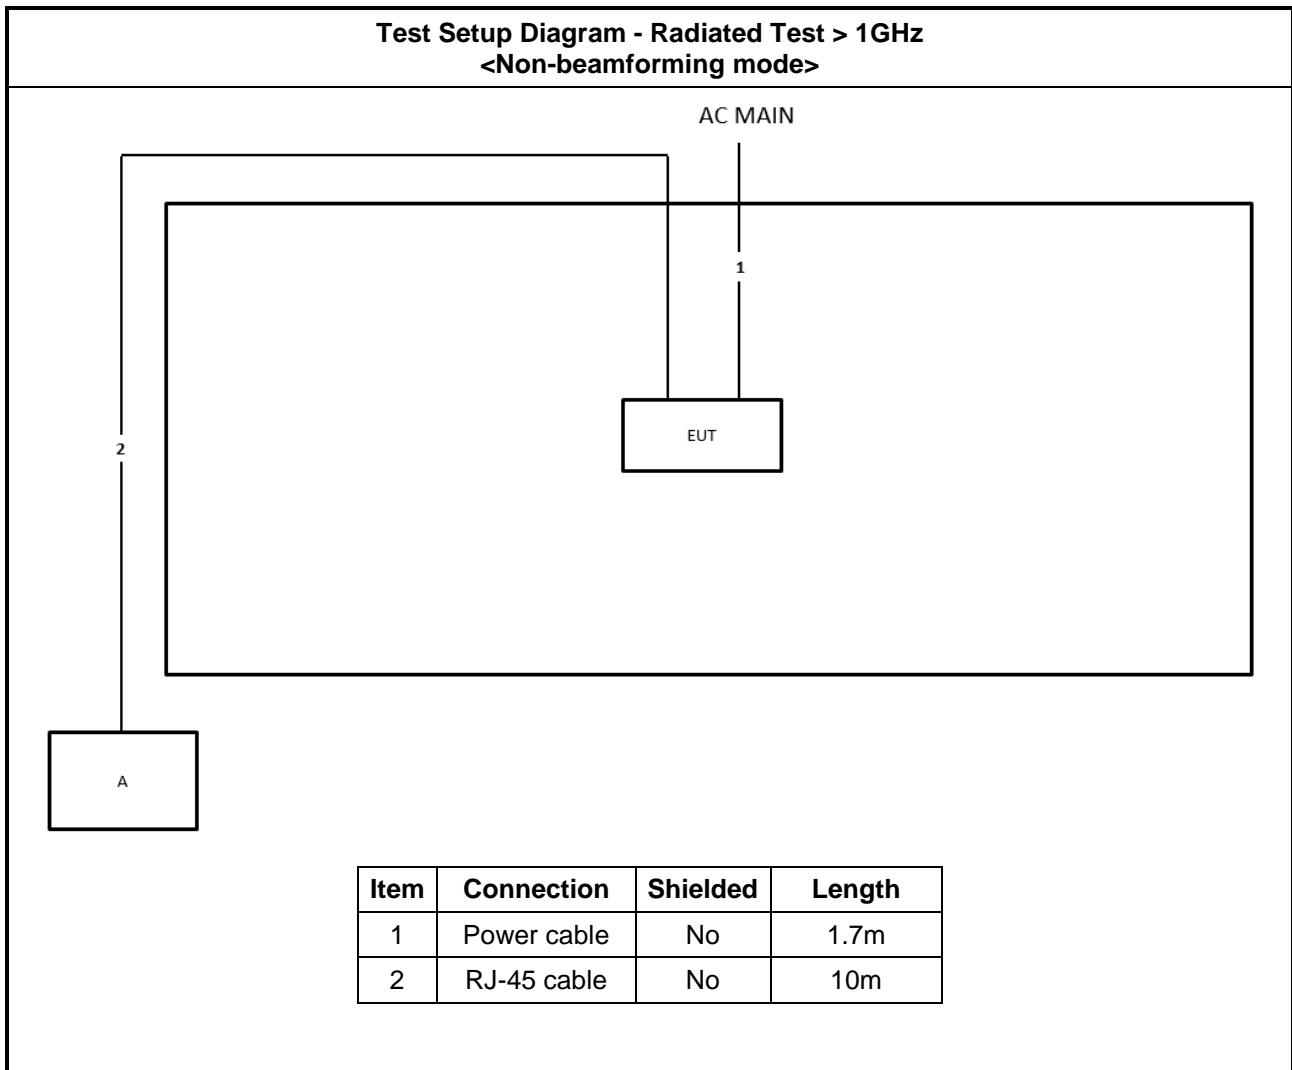 Test Setup Diagram - Radiated Test > 1GHz
<Non-beamforming mode>
AC MAIN
1
EUT
2
A
Item Connection Shielded Length
1 Power cable No 1.7m
2 RJ-45 cable No 10m